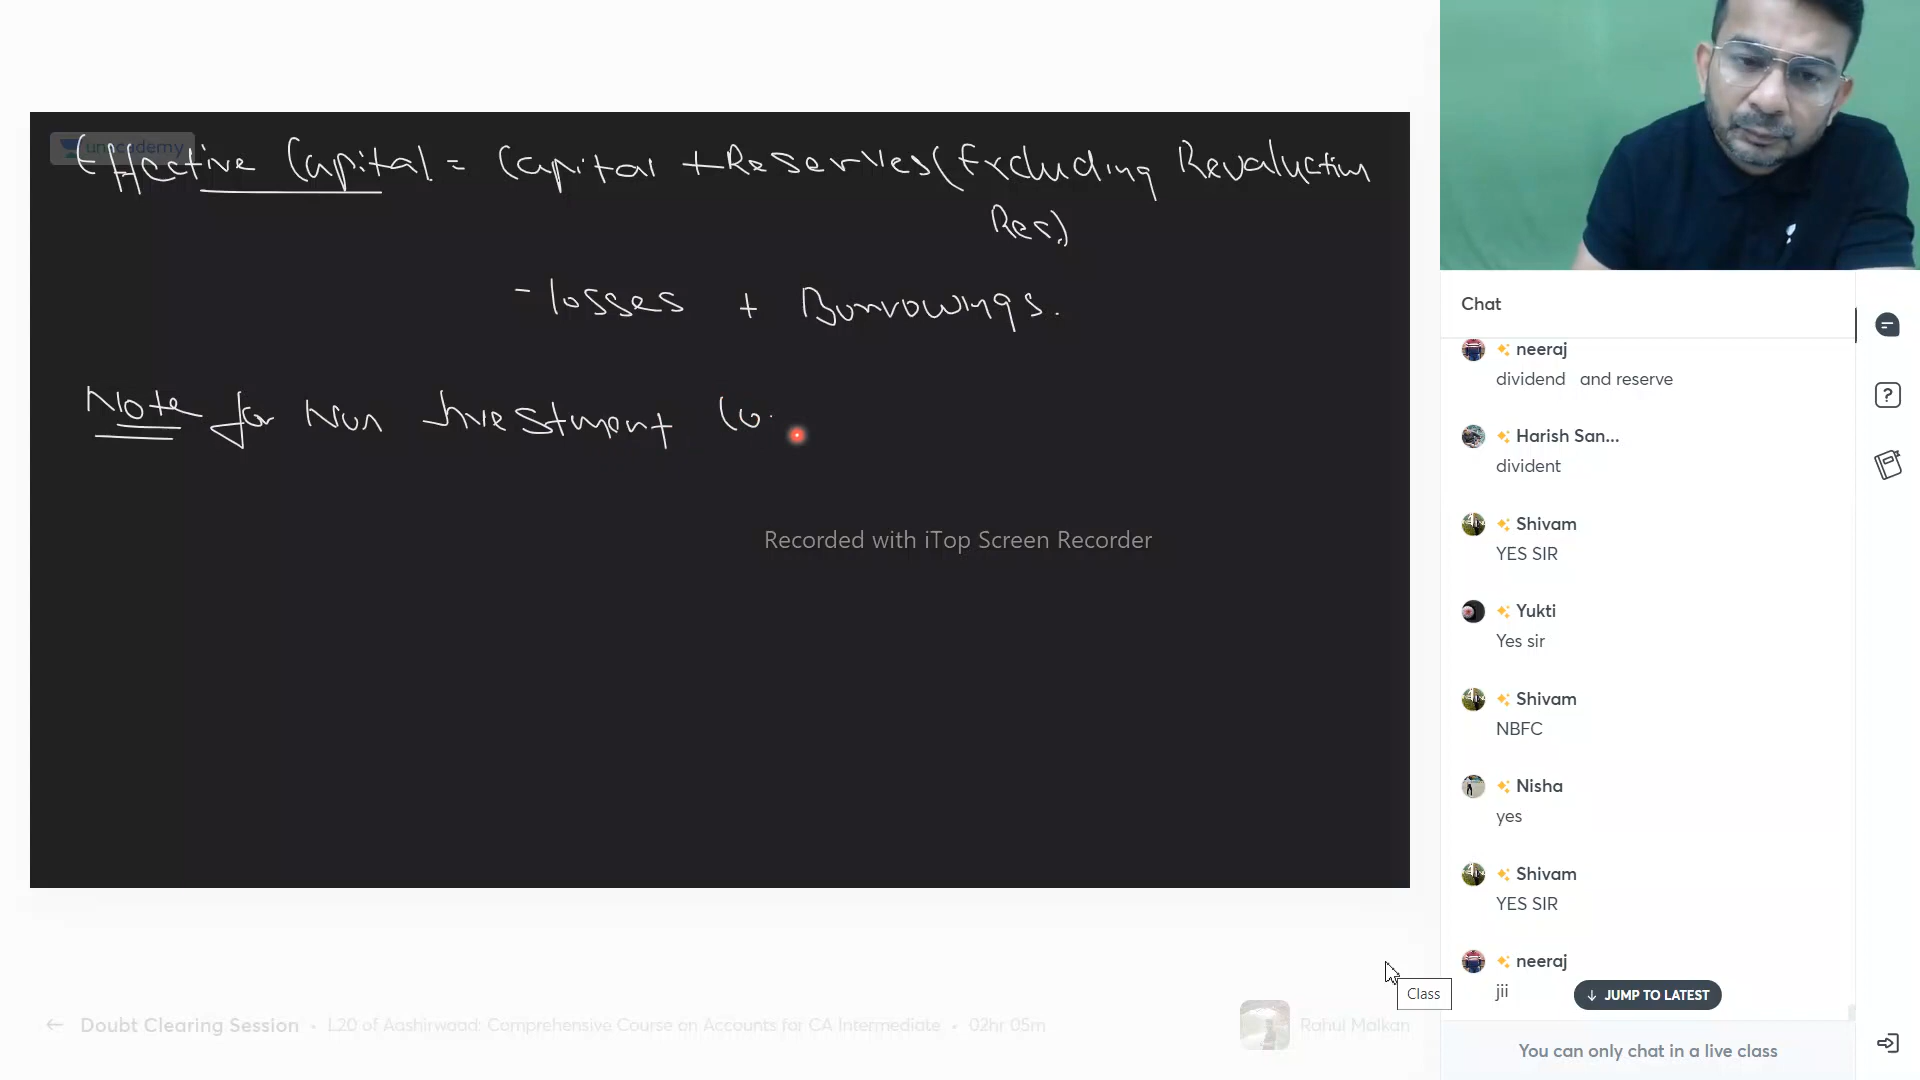 unacademy
Effective Capital = Capital + Reserves (Excluding Revaluation
Res.)
- losses + Borrowings.
Note for Non Investment Co.
Recorded with iTop Screen Recorder
Chat
neeraj
dividend and reserve
Harish San...
divident
Shivam
YES SIR
Yukti
Yes sir
Shivam
NBFC
Nisha
yes
Shivam
YES SIR
neeraj
jii
JUMP TO LATEST
Class
Doubt Clearing Session • L20 of Aashirwaad: Comprehensive Course on Accounts for CA Intermediate • 02hr 05m
Rahul Malkan
You can only chat in a live class